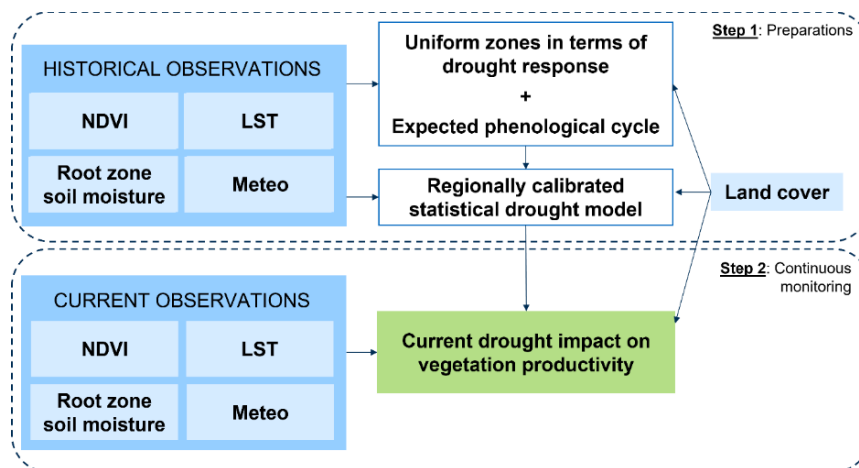 Step 1: Preparations
HISTORICAL OBSERVATIONS
NDVI
LST
Root zone
soil moisture
Meteo
Uniform zones in terms of
drought response
+
Expected phenological cycle
Regionally calibrated
statistical drought model
Land cover
Step 2: Continuous
monitoring
CURRENT OBSERVATIONS
NDVI
LST
Root zone
soil moisture
Meteo
Current drought impact on
vegetation productivity